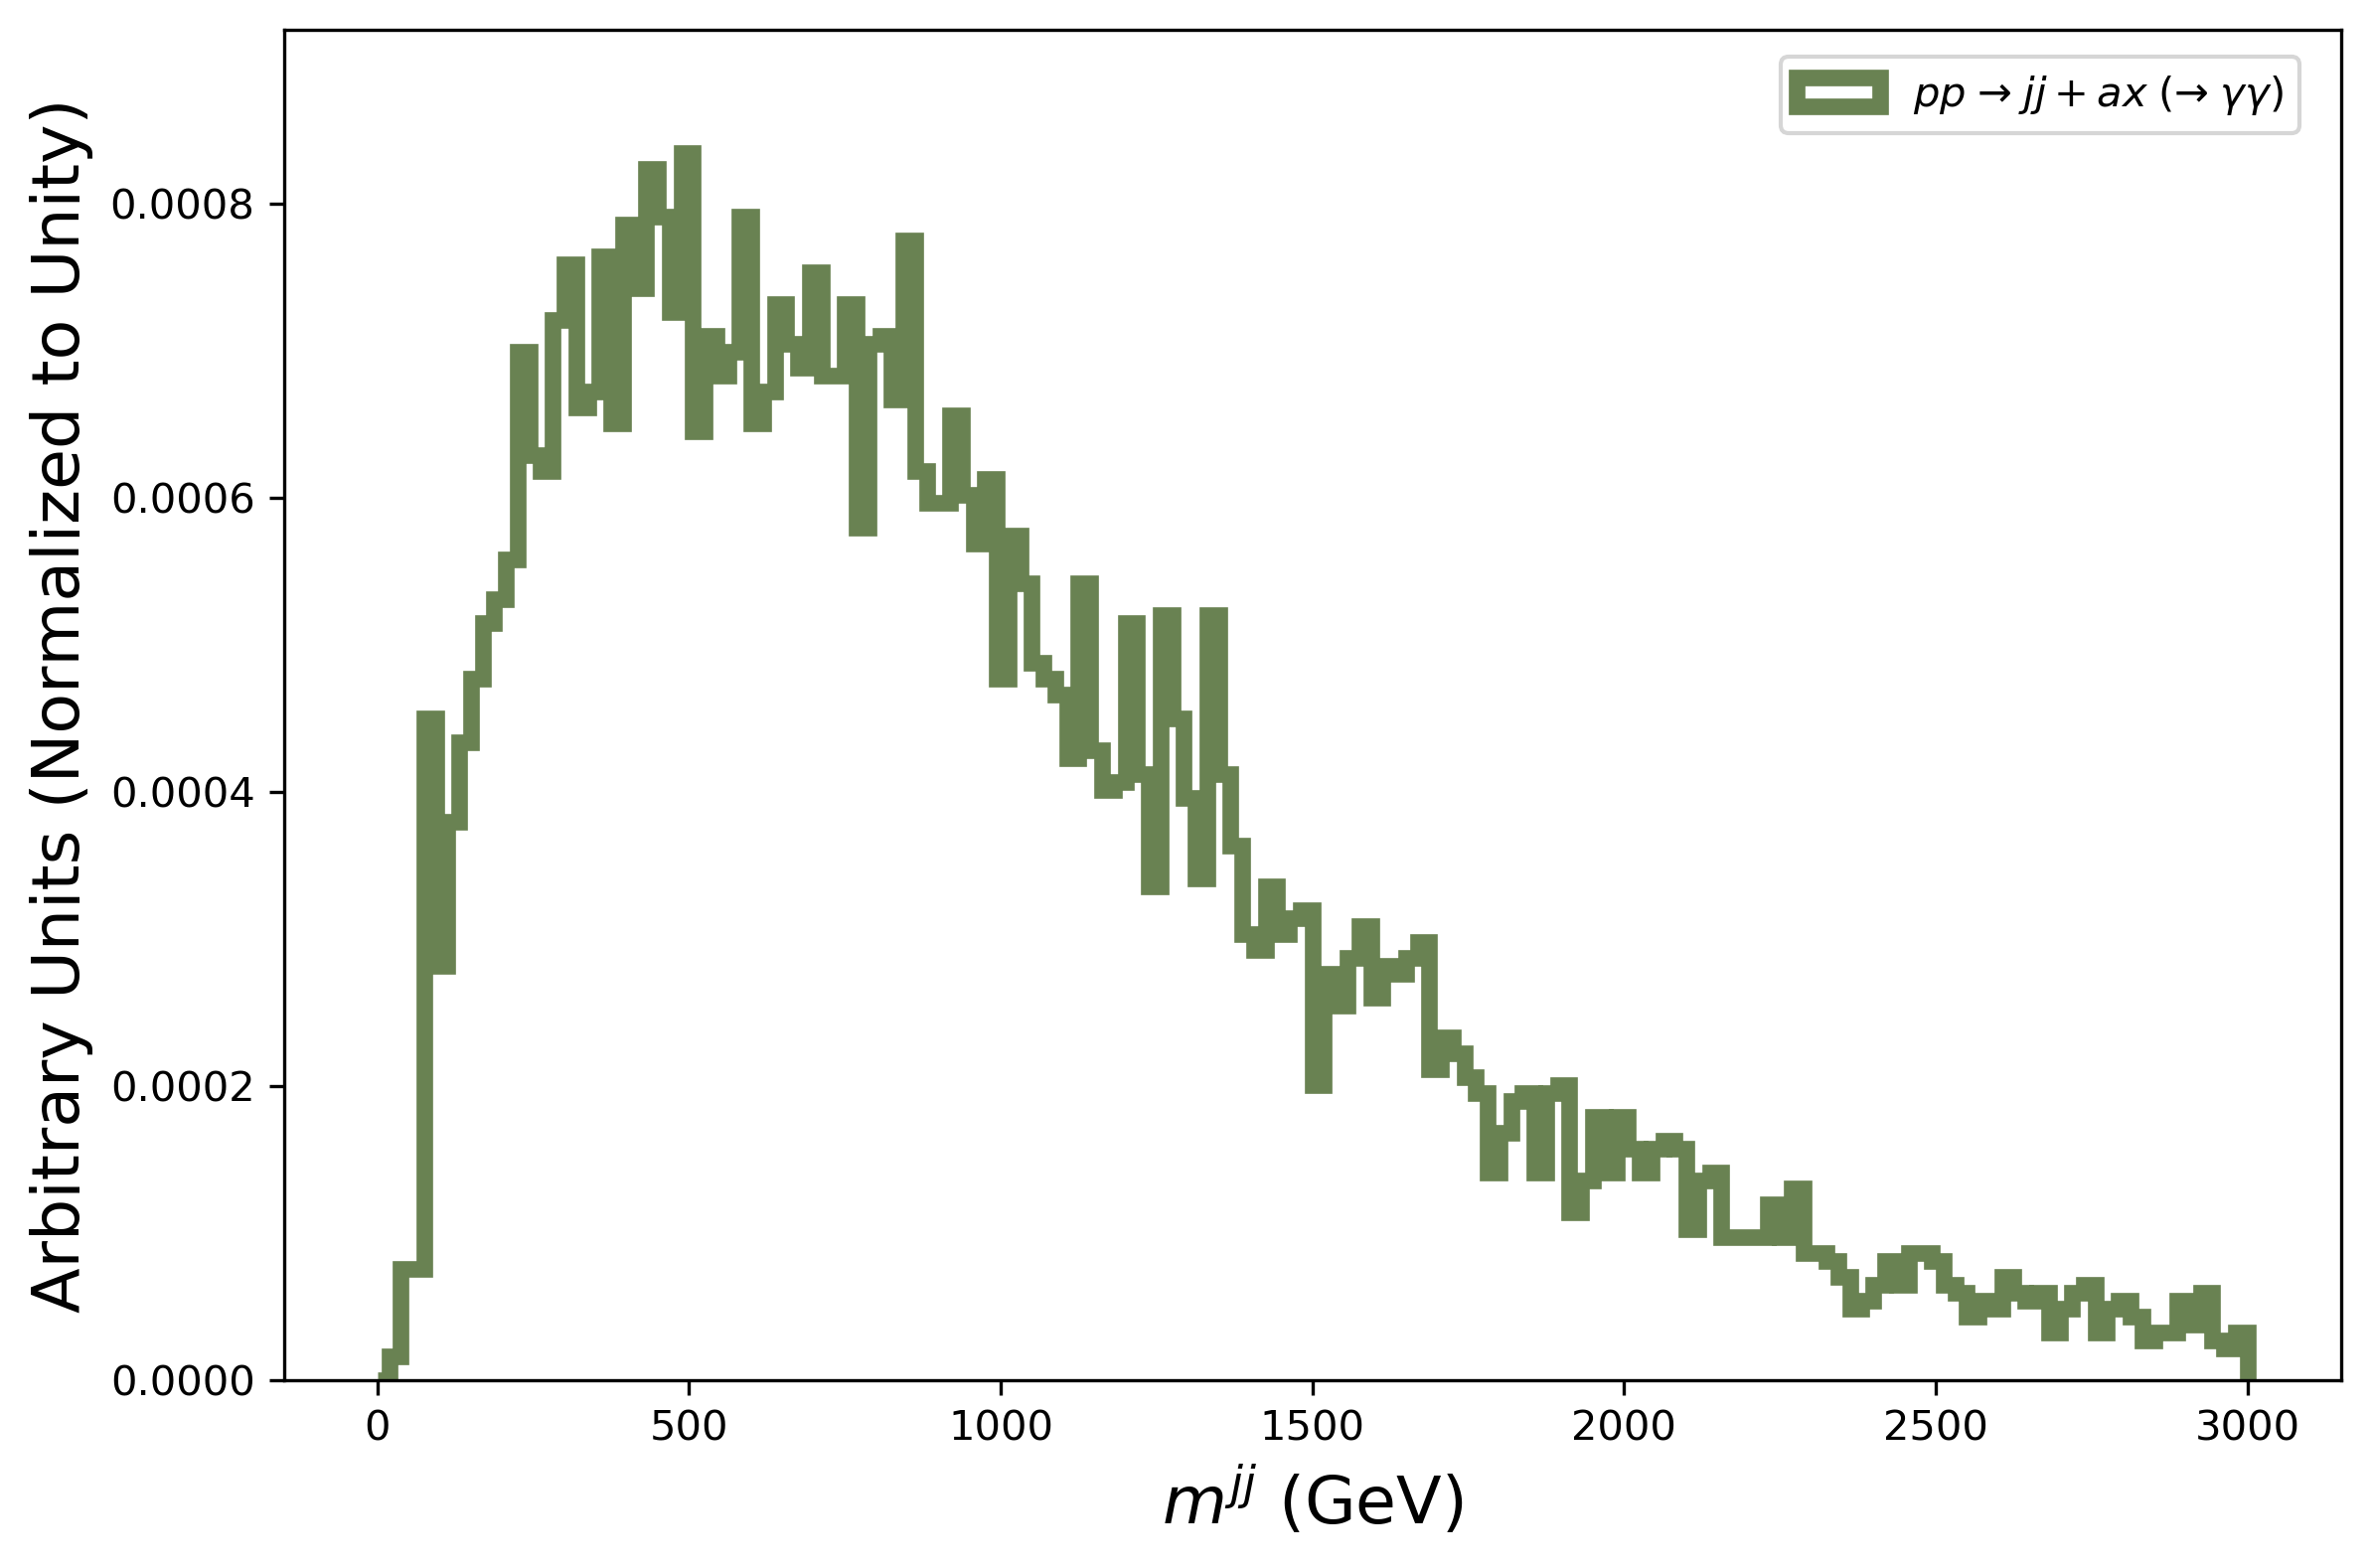 Arbitrary Units (Normalized to Unity)
pp → jj + ax (→ γγ)
0.0008
0.0006
0.0004
0.0002
0.0000
0 500 1000 1500 2000 2500 3000
m^{jj} (GeV)